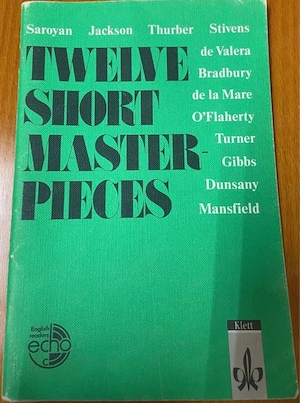 Saroyan Jackson Thurber Stivens
de Valera
Bradbury
de la Mare
O'Flaherty
Turner
Gibbs
Dunsany
Mansfield
TWELVE
SHORT
MASTER-
PIECES
English
readers
echo
C
Klett